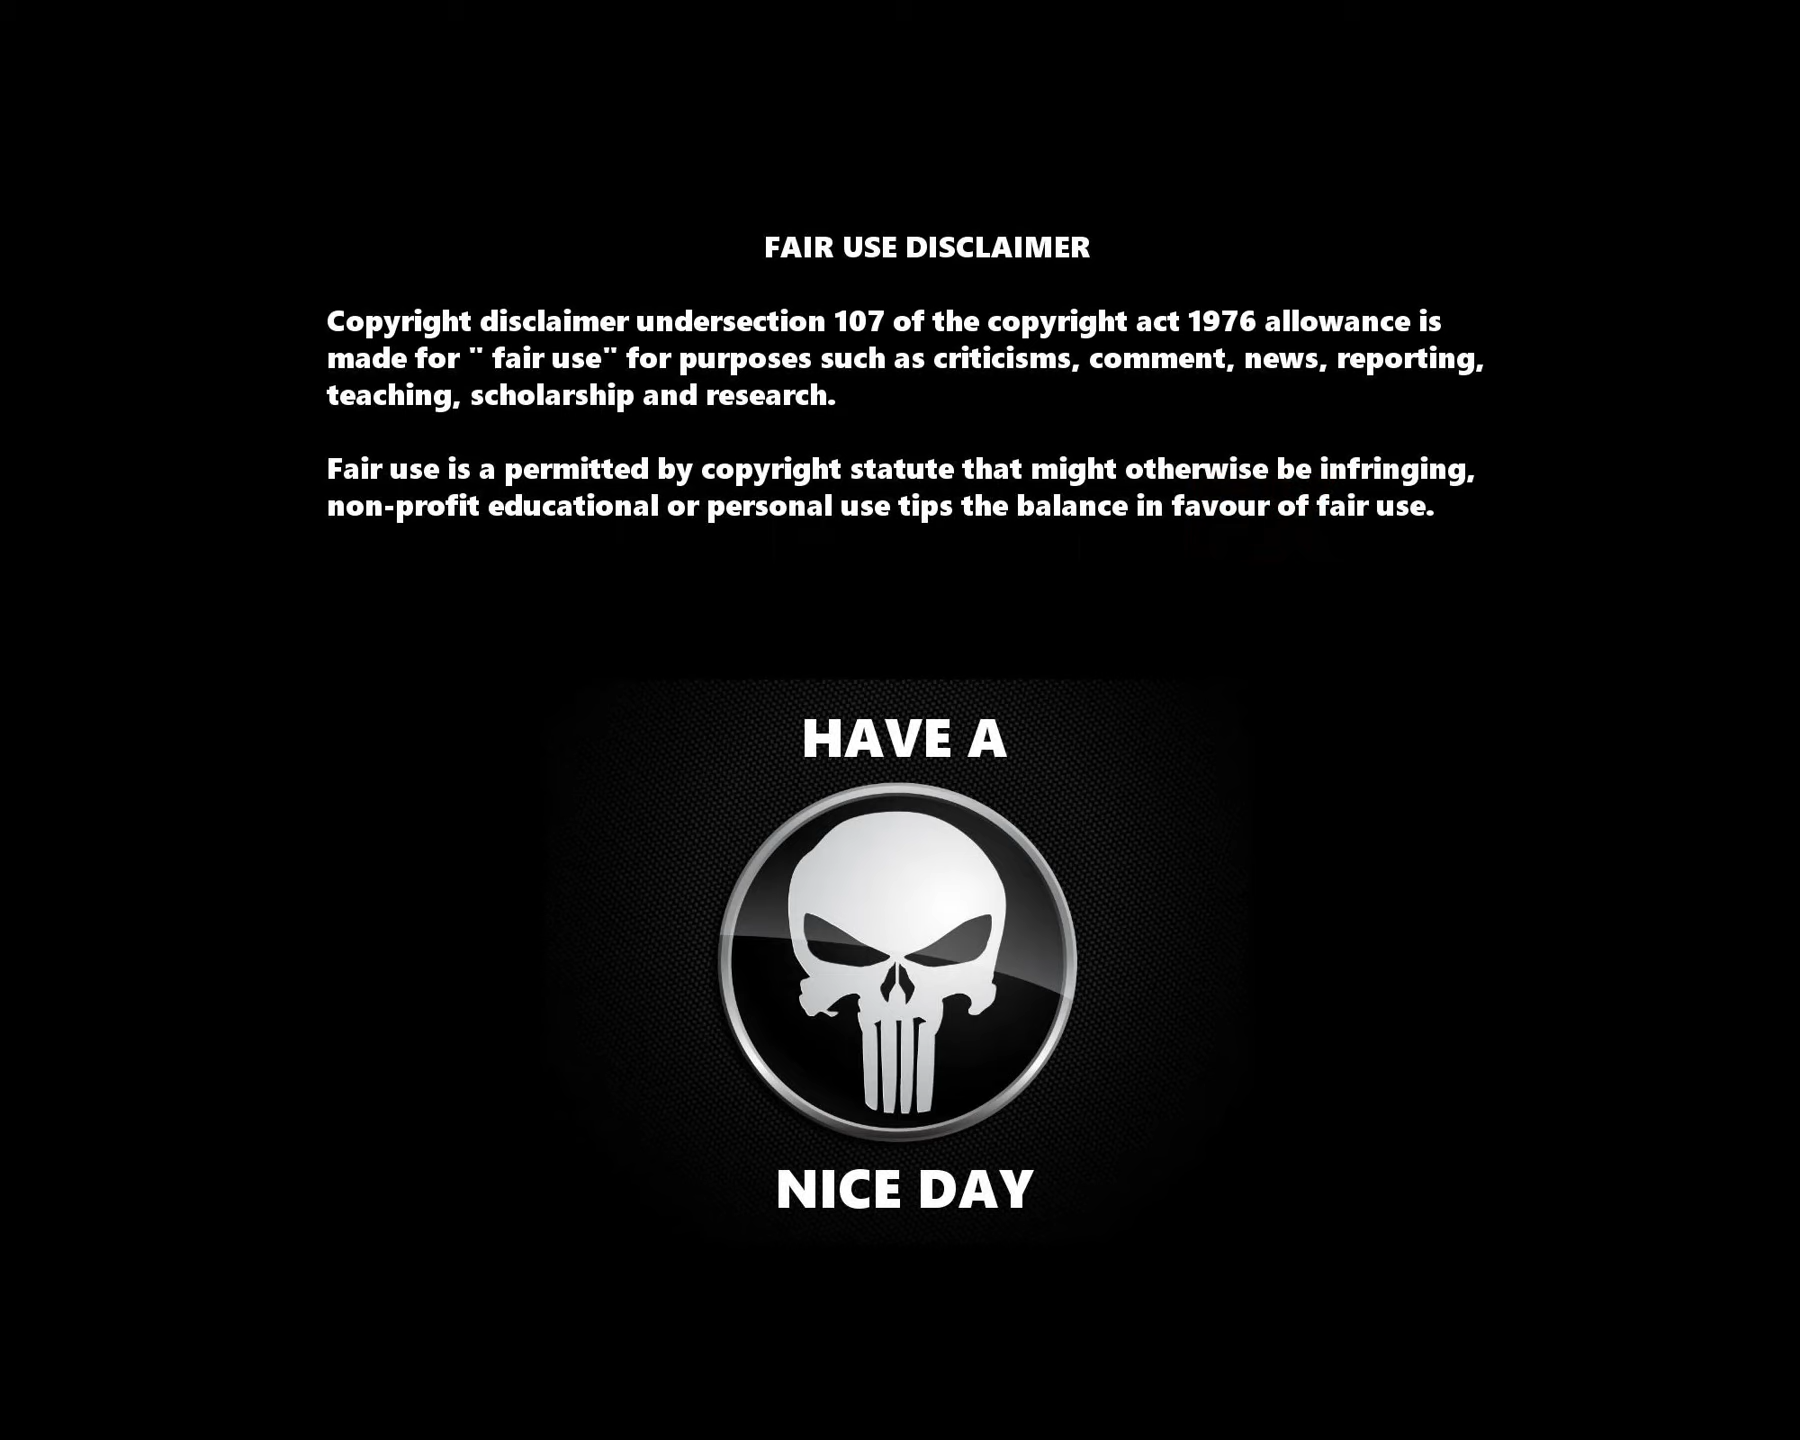 FAIR USE DISCLAIMER
Copyright disclaimer undersection 107 of the copyright act 1976 allowance is
made for " fair use" for purposes such as criticisms, comment, news, reporting,
teaching, scholarship and research.
Fair use is a permitted by copyright statute that might otherwise be infringing,
non-profit educational or personal use tips the balance in favour of fair use.
HAVE A
NICE DAY